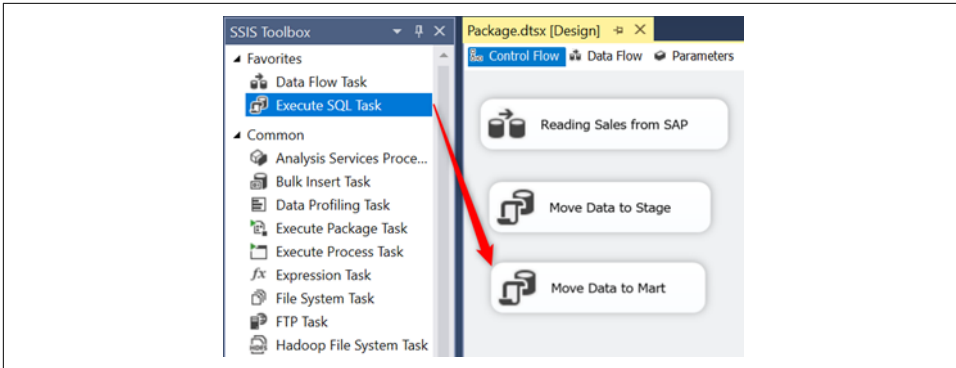 SSIS Toolbox
Favorites
Data Flow Task
Execute SQL Task
Common
Analysis Services Proce...
Bulk Insert Task
Data Profiling Task
Execute Package Task
Execute Process Task
fx Expression Task
File System Task
FTP Task
Hadoop File System Task
Package.dtsx [Design]
Control Flow Data Flow Parameters
Reading Sales from SAP
Move Data to Stage
Move Data to Mart